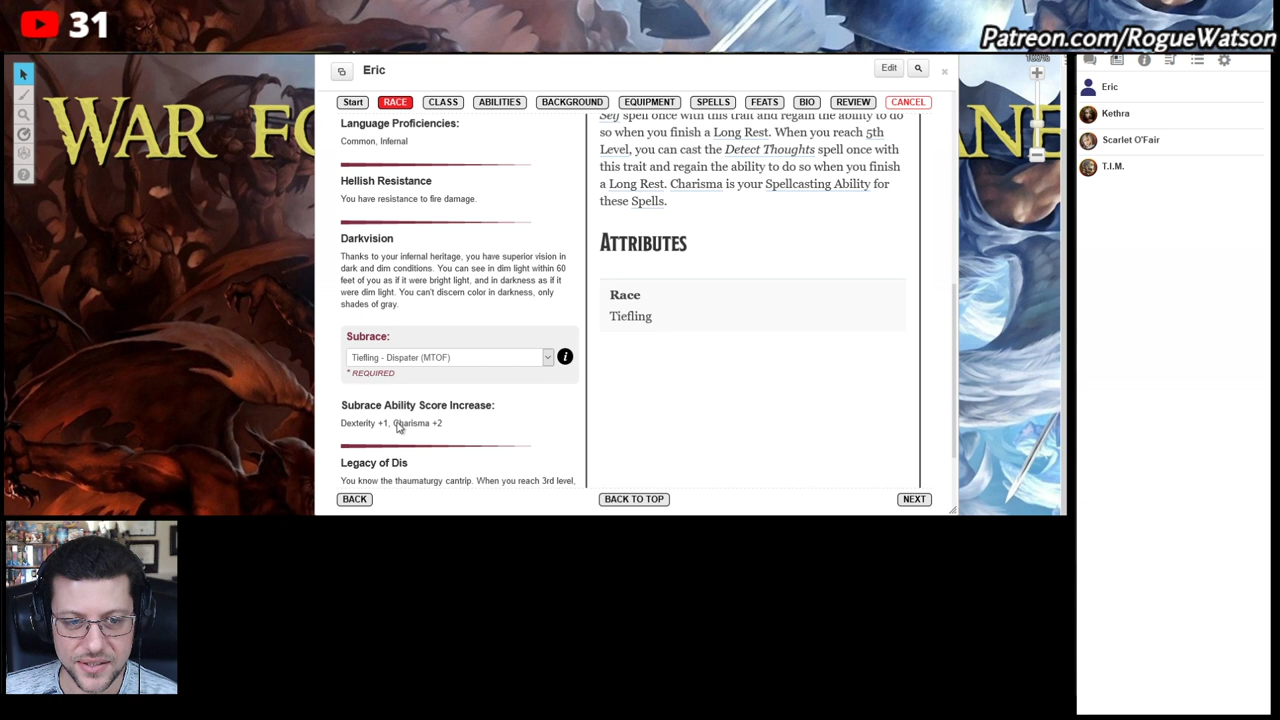 31
Patreon.com/RogueWatson
WAR FO
ANE
Eric
Edit
Start
RACE
CLASS
ABILITIES
BACKGROUND
EQUIPMENT
SPELLS
FEATS
BIO
REVIEW
CANCEL
Language Proficiencies:
Common, Infernal
Hellish Resistance
You have resistance to fire damage.
Darkvision
Thanks to your infernal heritage, you have superior vision in
dark and dim conditions. You can see in dim light within 60
feet of you as if it were bright light, and in darkness as if it
were dim light. You can't discern color in darkness, only
shades of gray.
Subrace:
Tiefling - Dispater (MTOF)
* REQUIRED
Subrace Ability Score Increase:
Dexterity +1, Charisma +2
Legacy of Dis
You know the thaumaturgy cantrip. When you reach 3rd level,
Self spell once with this trait and regain the ability to do
so when you finish a Long Rest. When you reach 5th
Level, you can cast the Detect Thoughts spell once with
this trait and regain the ability to do so when you finish
a Long Rest. Charisma is your Spellcasting Ability for
these Spells.
ATTRIBUTES
Race
Tiefling
BACK
BACK TO TOP
NEXT
100%
Eric
Kethra
Scarlet O'Fair
T.I.M.